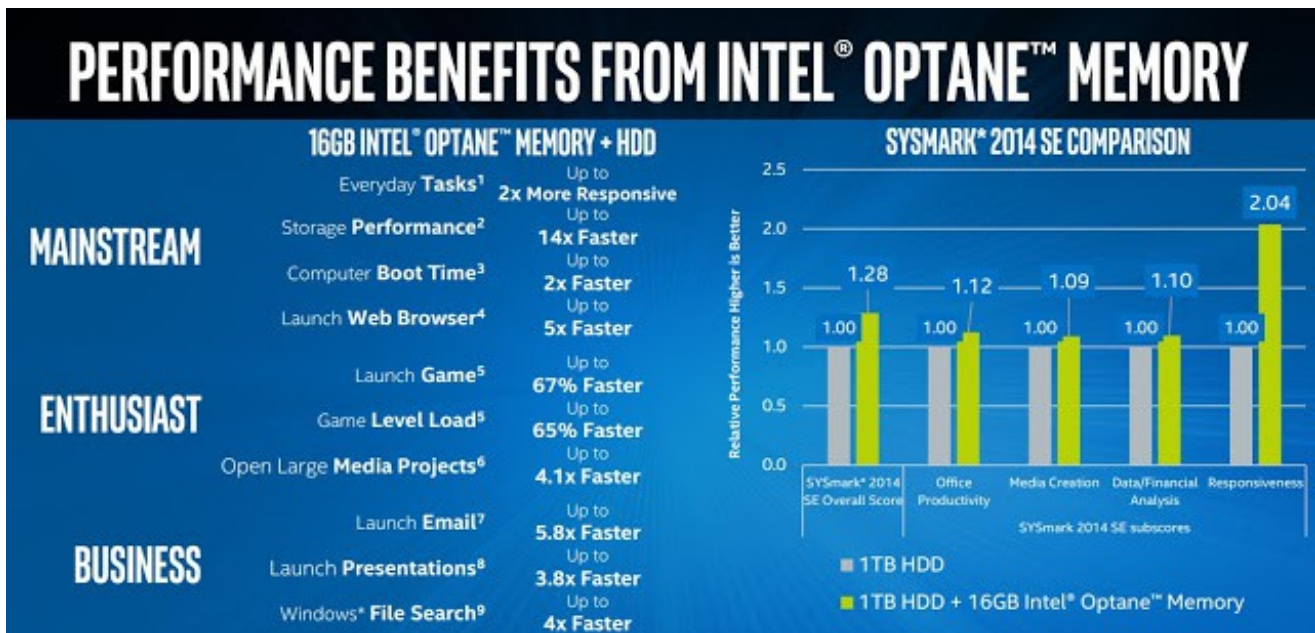 PERFORMANCE BENEFITS FROM INTEL® OPTANE™ MEMORY
16GB INTEL® OPTANE™ MEMORY + HDD
MAINSTREAM
Everyday Tasks¹
Up to
2x More Responsive
Storage Performance²
Up to
14x Faster
Computer Boot Time³
Up to
2x Faster
Launch Web Browser⁴
Up to
5x Faster
ENTHUSIAST
Launch Game⁵
Up to
67% Faster
Game Level Load⁵
Up to
65% Faster
Open Large Media Projects⁶
Up to
4.1x Faster
BUSINESS
Launch Email⁷
Up to
5.8x Faster
Launch Presentations⁸
Up to
3.8x Faster
Windows* File Search⁹
Up to
4x Faster
SYSMARK* 2014 SE COMPARISON
Relative Performance Higher is Better
2.5
2.0
1.5
1.0
0.5
0.0
1.00
1.28
1.00
1.12
1.00
1.09
1.00
1.10
1.00
2.04
SYSmark* 2014
SE Overall Score
Office
Productivity
Media Creation
Data/Financial
Analysis
Responsiveness
SYSmark 2014 SE subscores
1TB HDD
1TB HDD + 16GB Intel® Optane™ Memory